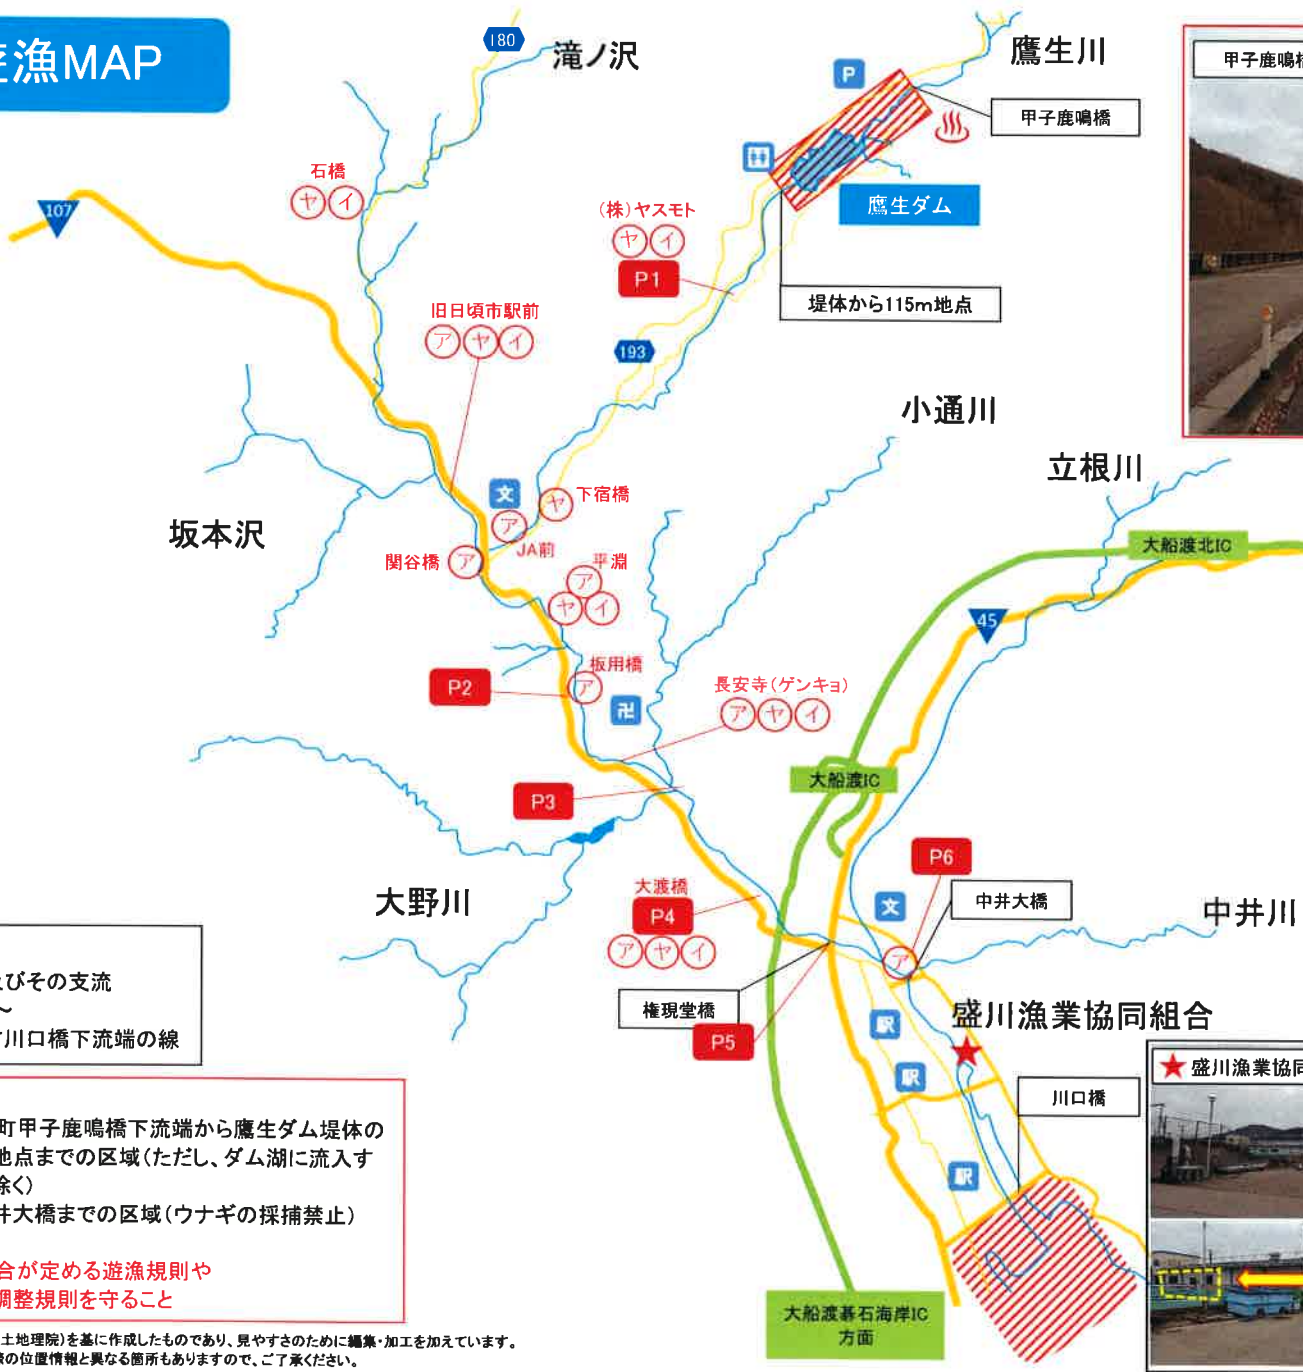 遊漁MAP
180
滝ノ沢
鷹生川
P
甲子鹿鳴橋
甲子鹿鳴橋
107
石橋
ヤ イ
鷹生ダム
(株)ヤスモト
ヤ イ
P1
堤体から115m地点
旧日頃市駅前
ア ヤ イ
193
小通川
立根川
坂本沢
文
ヤ 下宿橋
ア
JA前
関谷橋 ア
平淵
ア
ヤ イ
大船渡北IC
45
板用橋
P2
ア
卍
長安寺(ゲンキョ)
ア ヤ イ
大船渡IC
P3
P6
大野川
大渡橋
P4
ア ヤ イ
文
中井大橋
中井川
ア
権現堂橋
P5
盛川漁業協同組合
駅
駅
駅
川口橋
★ 盛川漁業協同
及びその支流
～
川口橋下流端の線
町甲子鹿鳴橋下流端から鷹生ダム堤体の
地点までの区域(ただし、ダム湖に流入す
除く)
井大橋までの区域(ウナギの採捕禁止)
合が定める遊漁規則や
調整規則を守ること
大船渡碁石海岸IC
方面
土地理院)を基に作成したものであり、見やすさのために編集・加工を加えています。
の位置情報と異なる箇所もありますので、ご了承ください。